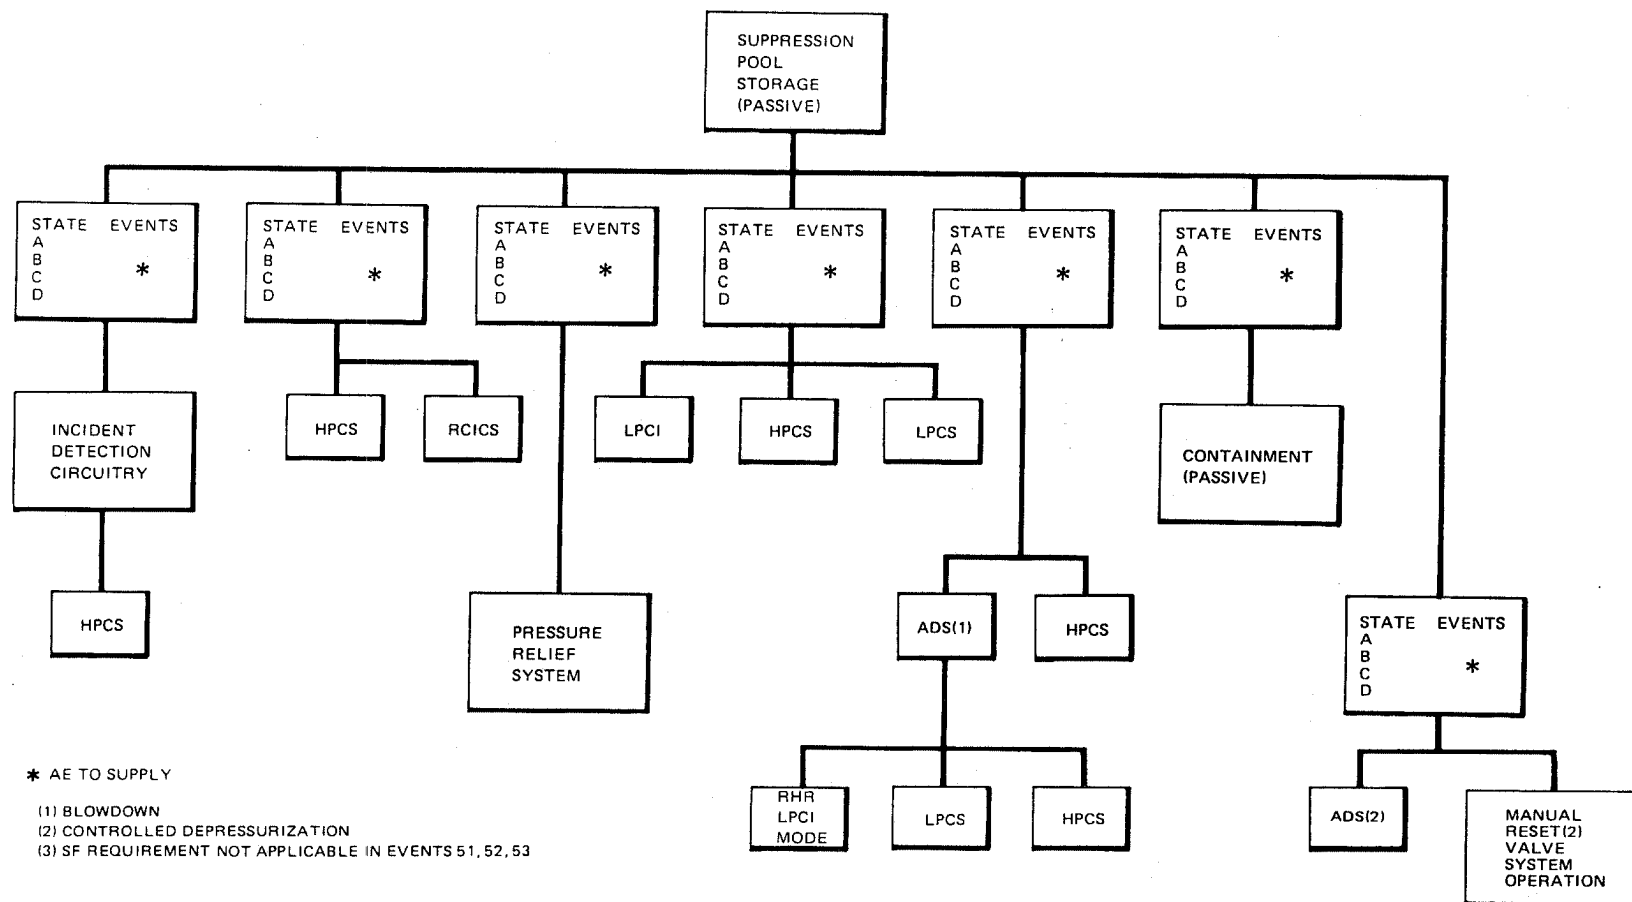 SUPPRESSION
POOL
STORAGE
(PASSIVE)
STATE EVENTS
A
B
C
D
*
STATE EVENTS
A
B
C
D
*
STATE EVENTS
A
B
C
D
*
STATE EVENTS
A
B
C
D
*
STATE EVENTS
A
B
C
D
*
STATE EVENTS
A
B
C
D
*
INCIDENT
DETECTION
CIRCUITRY
HPCS
RCICS
LPCI
HPCS
LPCS
CONTAINMENT
(PASSIVE)
HPCS
PRESSURE
RELIEF
SYSTEM
ADS(1)
HPCS
STATE EVENTS
A
B
C
D
*
RHR
LPCI
MODE
LPCS
HPCS
ADS(2)
MANUAL
RESET(2)
VALVE
SYSTEM
OPERATION
* AE TO SUPPLY
(1) BLOWDOWN
(2) CONTROLLED DEPRESSURIZATION
(3) SF REQUIREMENT NOT APPLICABLE IN EVENTS 51, 52, 53